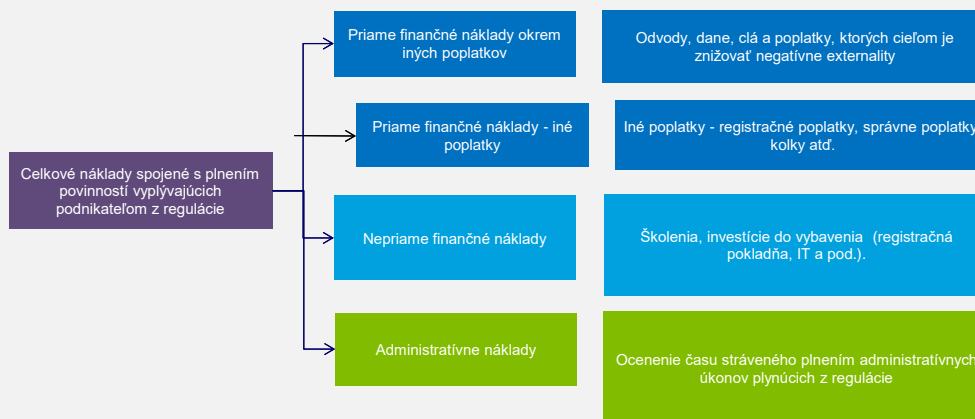 Celkové náklady spojené s plnením
povinností vyplývajúcich
podnikateľom z regulácie
Priame finančné náklady okrem
iných poplatkov
Odvody, dane, clá a poplatky, ktorých cieľom je
znižovať negatívne externality
Priame finančné náklady - iné
poplatky
Iné poplatky - registračné poplatky, správne poplatky,
kolky atď.
Nepriame finančné náklady
Školenia, investície do vybavenia (registračná
pokladňa, IT a pod.).
Administratívne náklady
Ocenenie času stráveného plnením administratívnych
úkonov plynúcich z regulácie